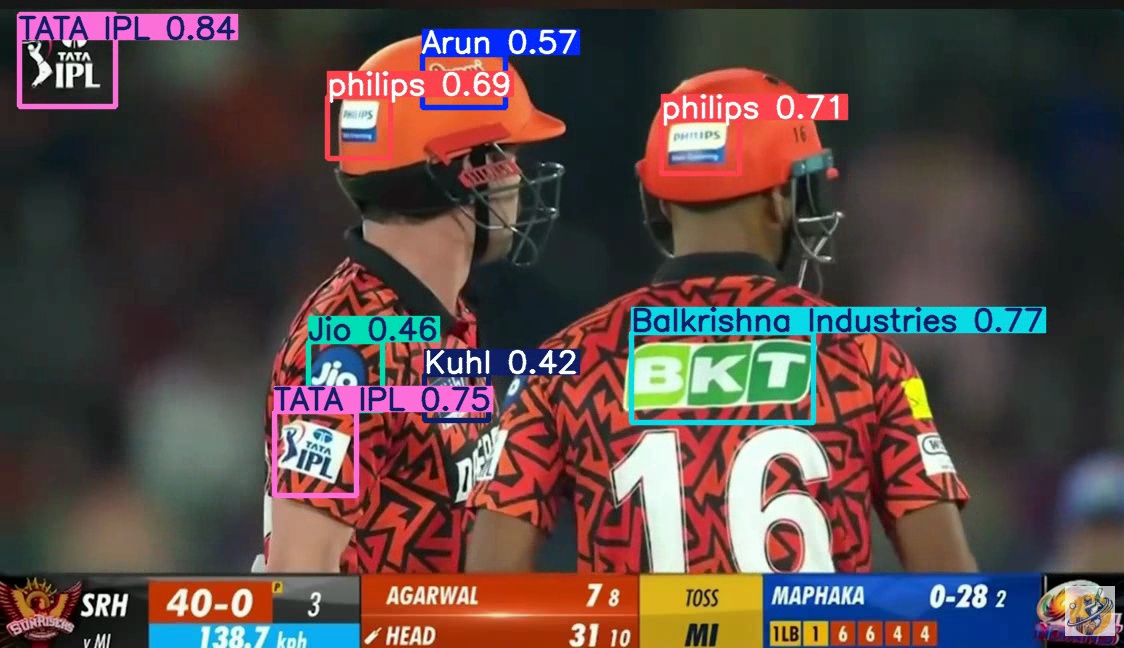 TATA IPL 0.84
TATA
IPL
Arun 0.57
philips 0.69
PHILIPS
philips 0.71
PHILIPS
16
Jio 0.46
Jio
Kuhl 0.42
Balkrishna Industries 0.77
BKT
TATA IPL 0.75
TATA
IPL
16
SRH
v MI
40-0
P
3
138.7 kph
AGARWAL 7 8
HEAD 31 10
TOSS
MI
MAPHAKA 0-28 2
1LB 1 6 6 4 4
SUNRISERS